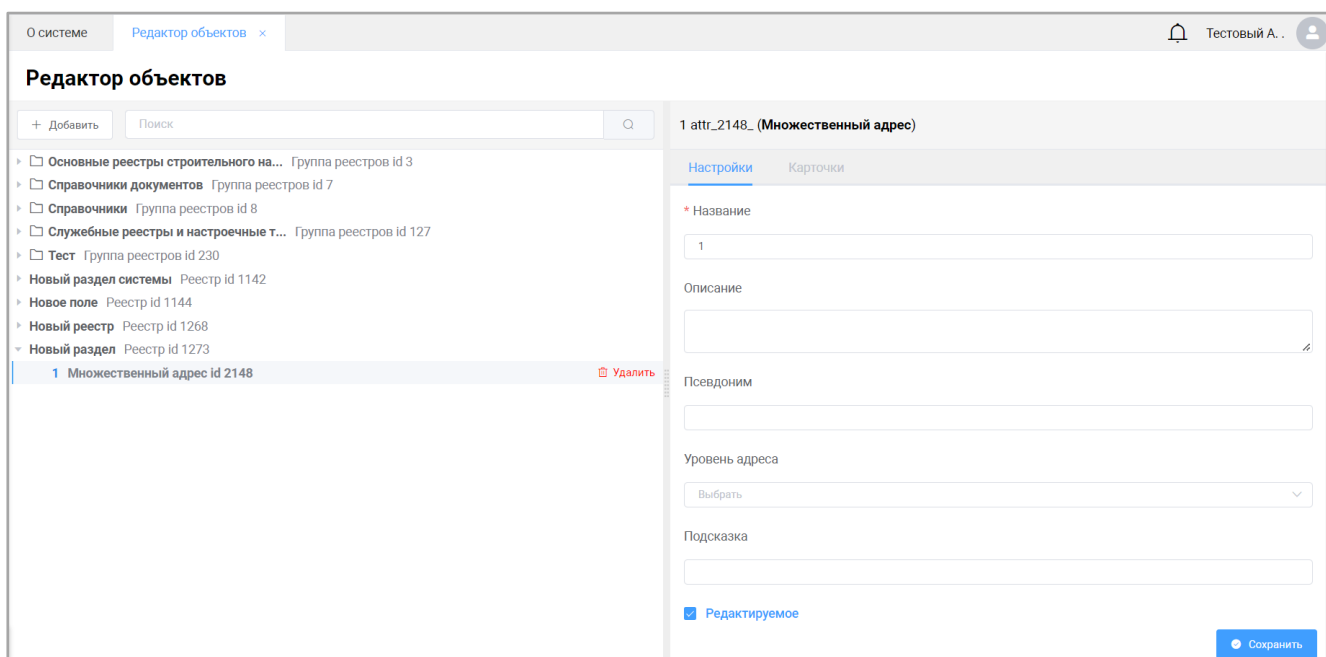 О системе
Редактор объектов ×
Тестовый А. .
Редактор объектов
+ Добавить
Поиск
1 attr_2148_ (Множественный адрес)
Основные реестры строительного на... Группа реестров id 3
Справочники документов Группа реестров id 7
Справочники Группа реестров id 8
Служебные реестры и настроечные т... Группа реестров id 127
Тест Группа реестров id 230
Новый раздел системы Реестр id 1142
Новое поле Реестр id 1144
Новый реестр Реестр id 1268
Новый раздел Реестр id 1273
1 Множественный адрес id 2148
Удалить
Настройки
Карточки
* Название
1
Описание
Псевдоним
Уровень адреса
Выбрать
Подсказка
Редактируемое
Сохранить